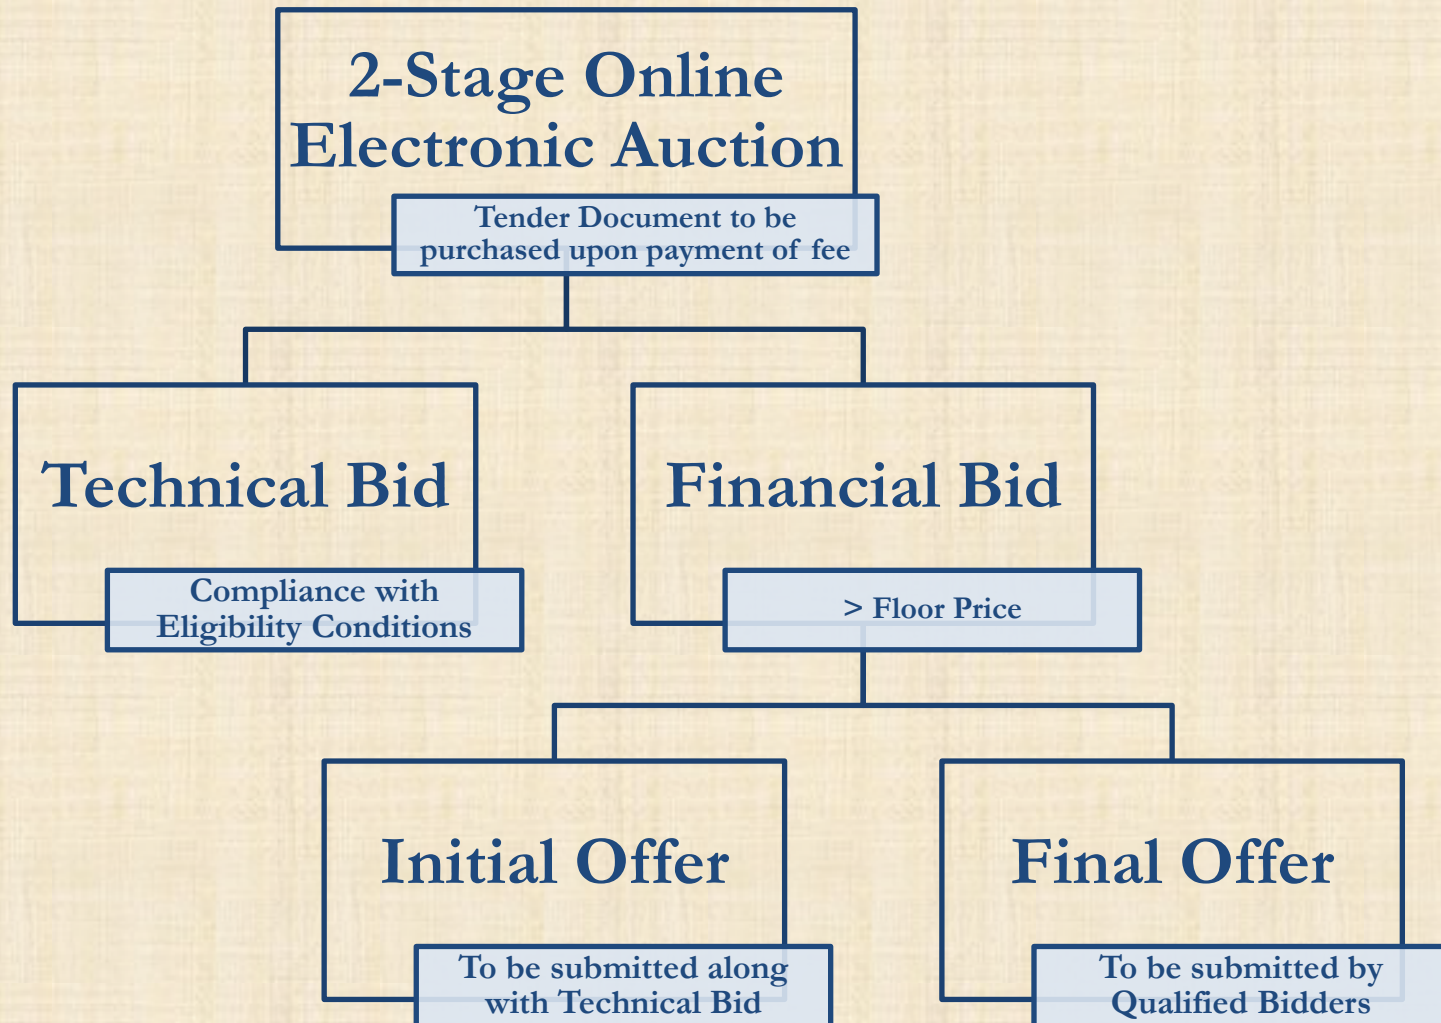 2-Stage Online
Electronic Auction
Tender Document to be
purchased upon payment of fee
Technical Bid
Compliance with
Eligibility Conditions
Financial Bid
> Floor Price
Initial Offer
To be submitted along
with Technical Bid
Final Offer
To be submitted by
Qualified Bidders